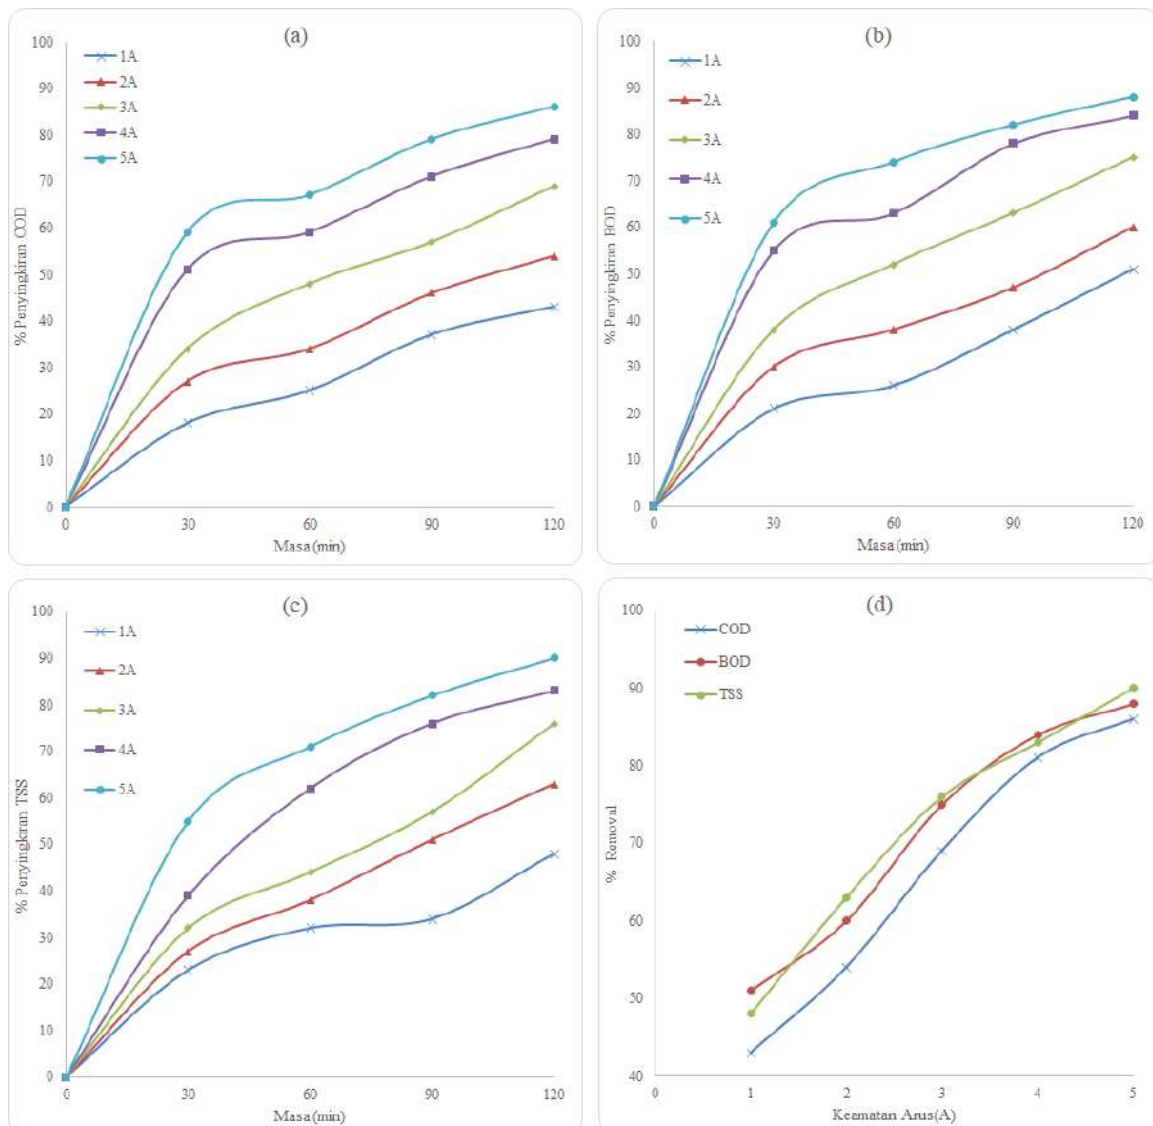 (a)
100
90
80
70
60
50
40
30
20
10
0
% Penyingkiran COD
1A
2A
3A
4A
5A
0 30 60 90 120
Masa (min)
(b)
100
90
80
70
60
50
40
30
20
10
0
% Penyingkiran BOD
1A
2A
3A
4A
5A
0 30 60 90 120
Masa (min)
(c)
100
90
80
70
60
50
40
30
20
10
0
% Penyingkiran TSS
1A
2A
3A
4A
5A
0 30 60 90 120
Masa (min)
(d)
100
90
80
70
60
50
40
% Removal
COD
BOD
TSS
0 1 2 3 4 5
Keamatan Arus (A)